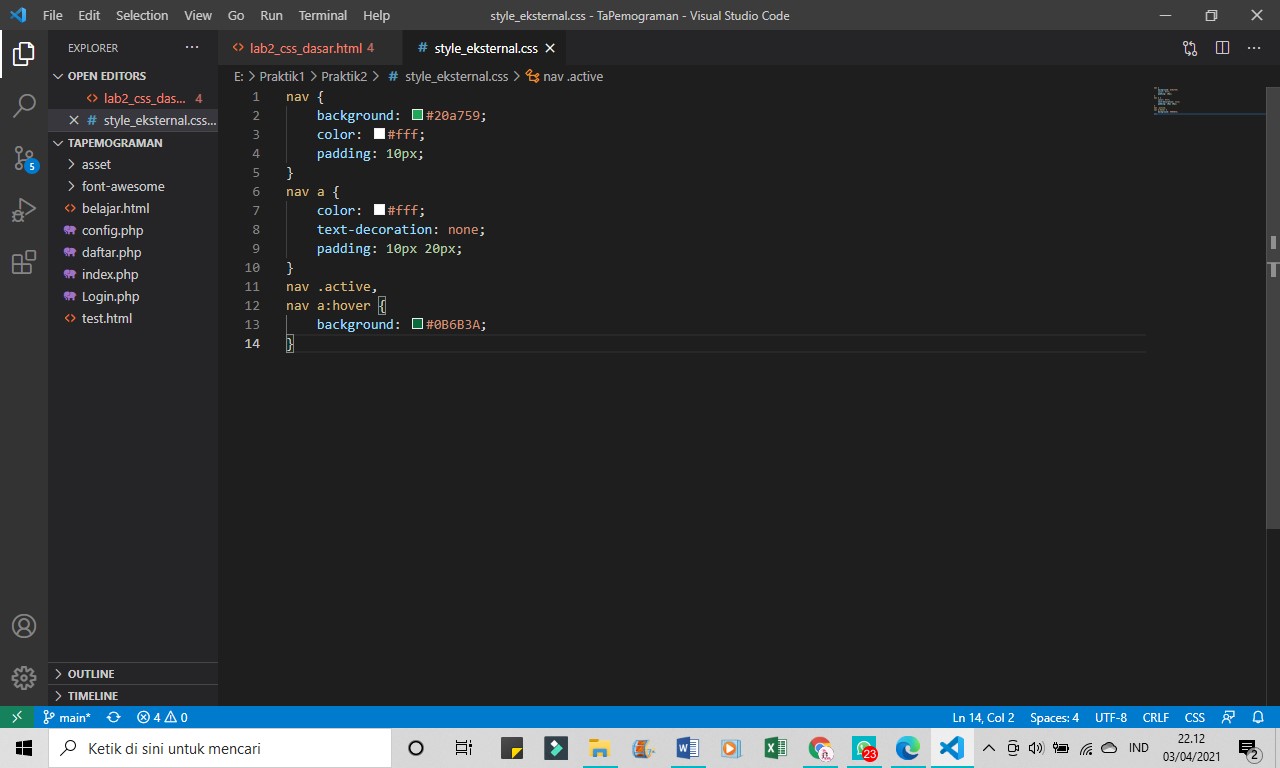 File Edit Selection View Go Run Terminal Help style_eksternal.css - TaPemograman - Visual Studio Code
EXPLORER
OPEN EDITORS
lab2_css_das... 4
style_eksternal.css...
TAPEMOGRAMAN
asset
font-awesome
belajar.html
config.php
daftar.php
index.php
Login.php
test.html
OUTLINE
TIMELINE
5
lab2_css_dasar.html 4
# style_eksternal.css
E: > Praktik1 > Praktik2 > # style_eksternal.css > nav .active
1 nav {
2 background: #20a759;
3 color: #fff;
4 padding: 10px;
5 }
6 nav a {
7 color: #fff;
8 text-decoration: none;
9 padding: 10px 20px;
10 }
11 nav .active,
12 nav a:hover {
13 background: #0B6B3A;
14 }
main* 4 0 Ln 14, Col 2 Spaces: 4 UTF-8 CRLF CSS
Ketik di sini untuk mencari
23
IND
22.12
03/04/2021
2